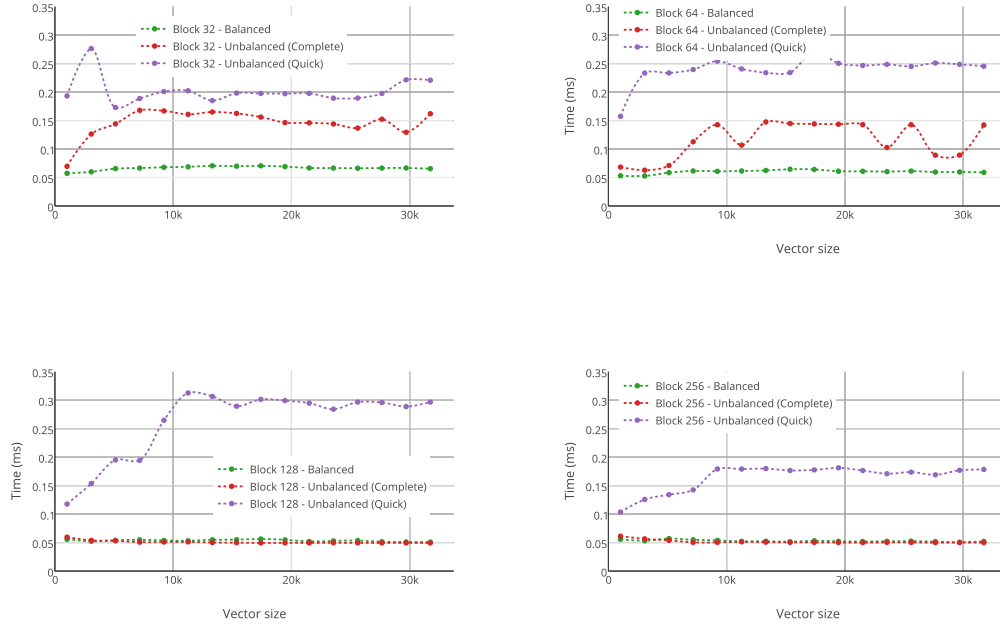 0.35
0.3
0.25
0.2
0.15
0.1
0.05
0
Block 32 - Balanced
Block 32 - Unbalanced (Complete)
Block 32 - Unbalanced (Quick)
0
10k
20k
30k
Time (ms)
0.35
0.3
0.25
0.2
0.15
0.1
0.05
0
Block 64 - Balanced
Block 64 - Unbalanced (Complete)
Block 64 - Unbalanced (Quick)
0
10k
20k
30k
Vector size
Time (ms)
0.35
0.3
0.25
0.2
0.15
0.1
0.05
0
Block 128 - Balanced
Block 128 - Unbalanced (Complete)
Block 128 - Unbalanced (Quick)
0
10k
20k
30k
Vector size
Time (ms)
0.35
0.3
0.25
0.2
0.15
0.1
0.05
0
Block 256 - Balanced
Block 256 - Unbalanced (Complete)
Block 256 - Unbalanced (Quick)
0
10k
20k
30k
Vector size